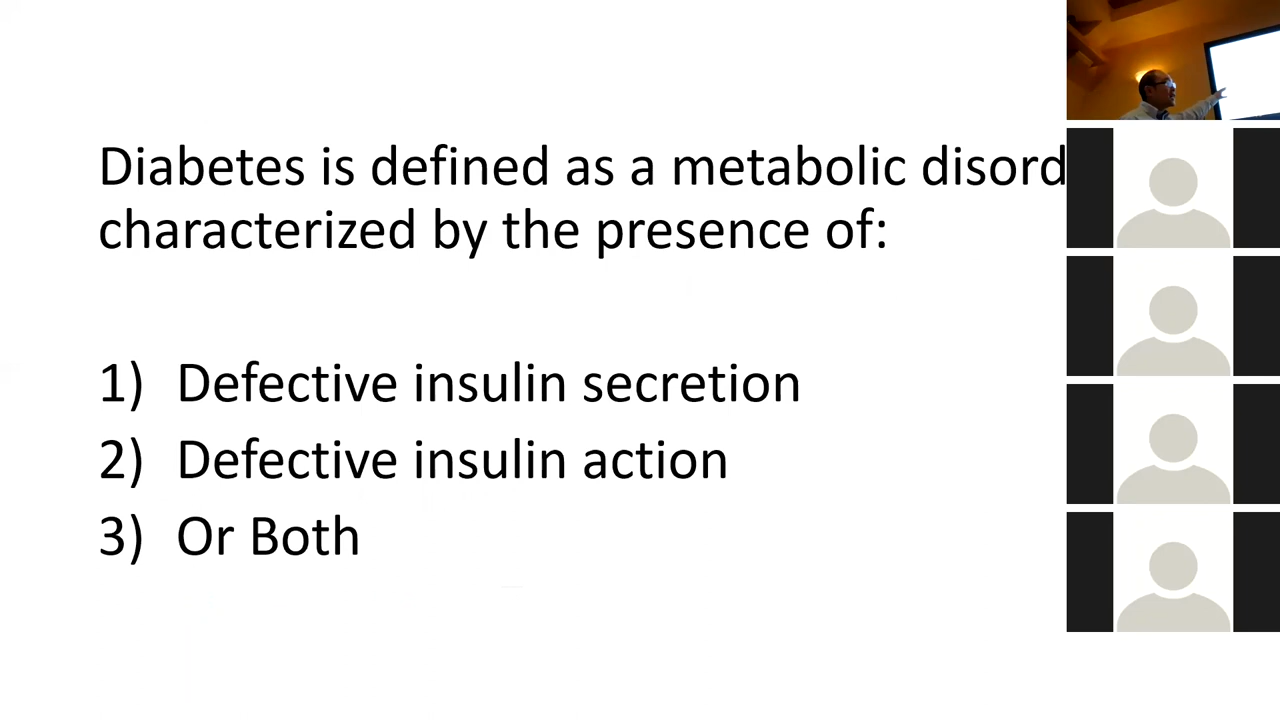 Diabetes is defined as a metabolic disord
characterized by the presence of:
1) Defective insulin secretion
2) Defective insulin action
3) Or Both